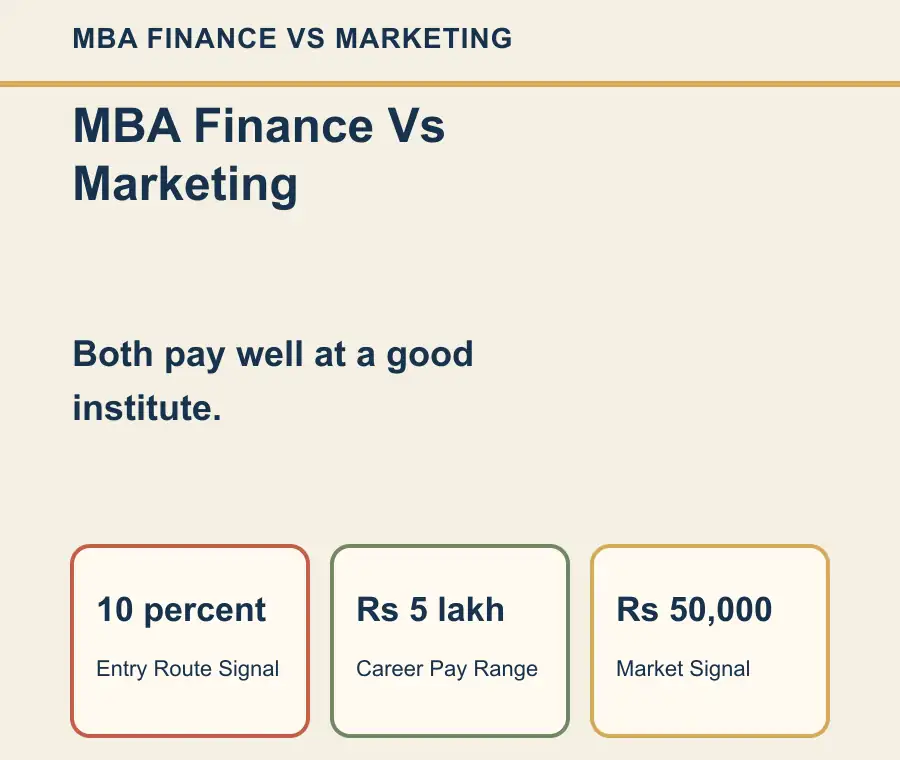 MBA FINANCE VS MARKETING
MBA Finance Vs
Marketing
Both pay well at a good
institute.
10 percent
Entry Route Signal
Rs 5 lakh
Career Pay Range
Rs 50,000
Market Signal